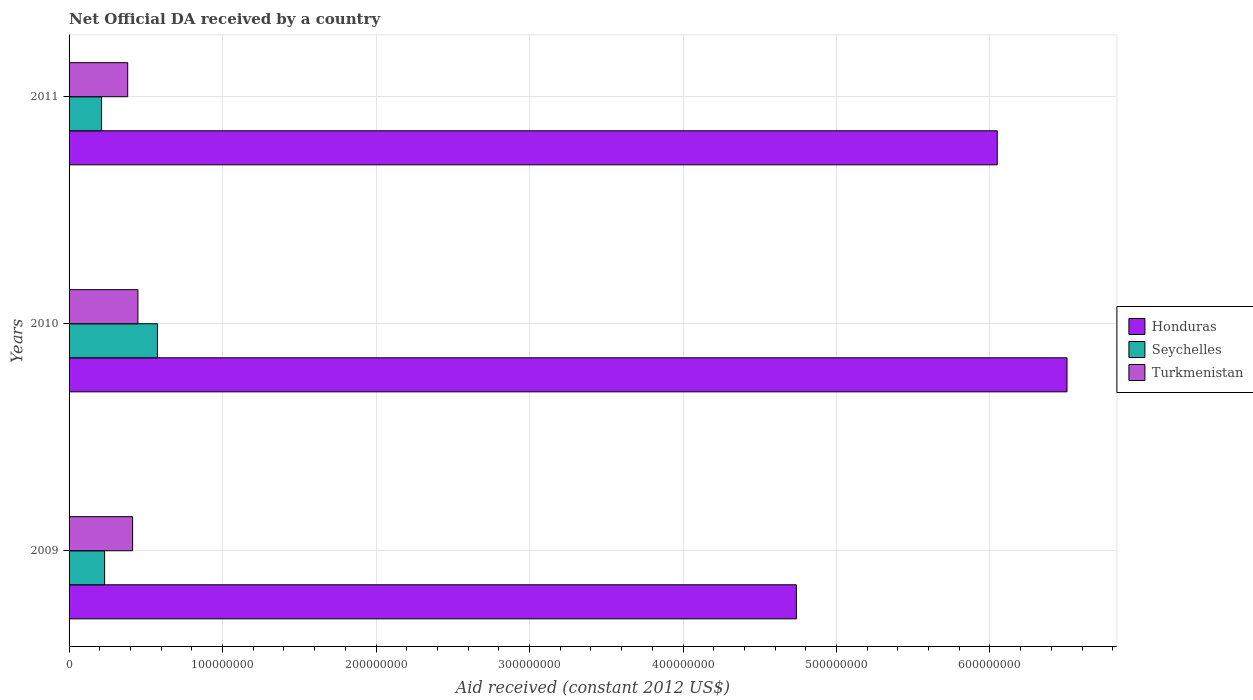 Net Official DA received by a country
2011
2010
2009
Years
0
100000000
200000000
300000000
400000000
500000000
600000000
Aid received (constant 2012 US$)
Honduras
Seychelles
Turkmenistan